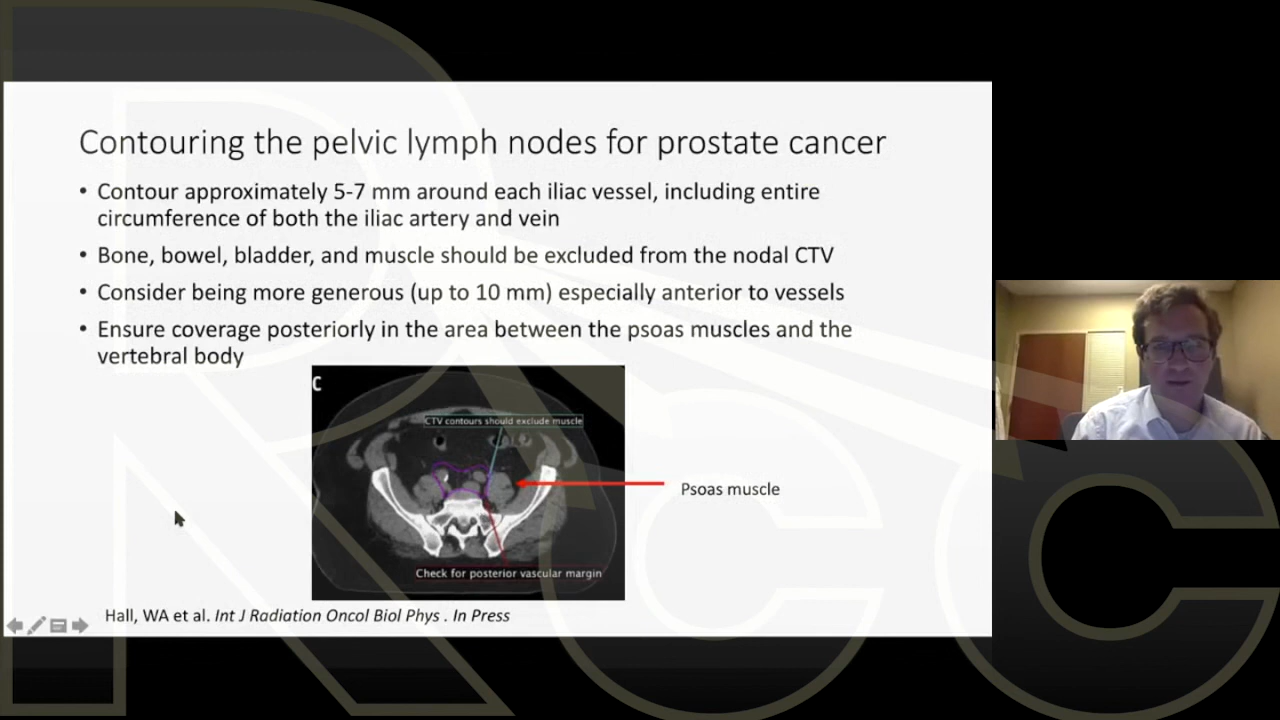 Contouring the pelvic lymph nodes for prostate cancer
• Contour approximately 5-7 mm around each iliac vessel, including entire
circumference of both the iliac artery and vein
• Bone, bowel, bladder, and muscle should be excluded from the nodal CTV
• Consider being more generous (up to 10 mm) especially anterior to vessels
• Ensure coverage posteriorly in the area between the psoas muscles and the
vertebral body
C
CTV contours should exclude muscle
Psoas muscle
Check for posterior vascular margin
Hall, WA et al. Int J Radiation Oncol Biol Phys . In Press
RCC